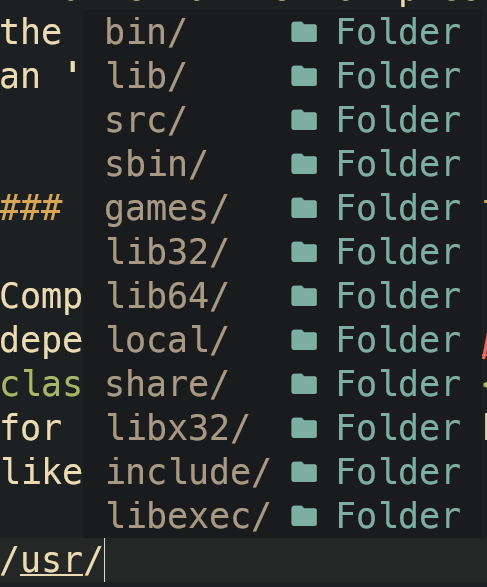 the bin/ Folder
an ' lib/ Folder
src/ Folder
sbin/ Folder
### games/ Folder
lib32/ Folder
Comp lib64/ Folder
depe local/ Folder
clas share/ Folder <
for libx32/ Folder
like include/ Folder
libexec/ Folder
/usr/